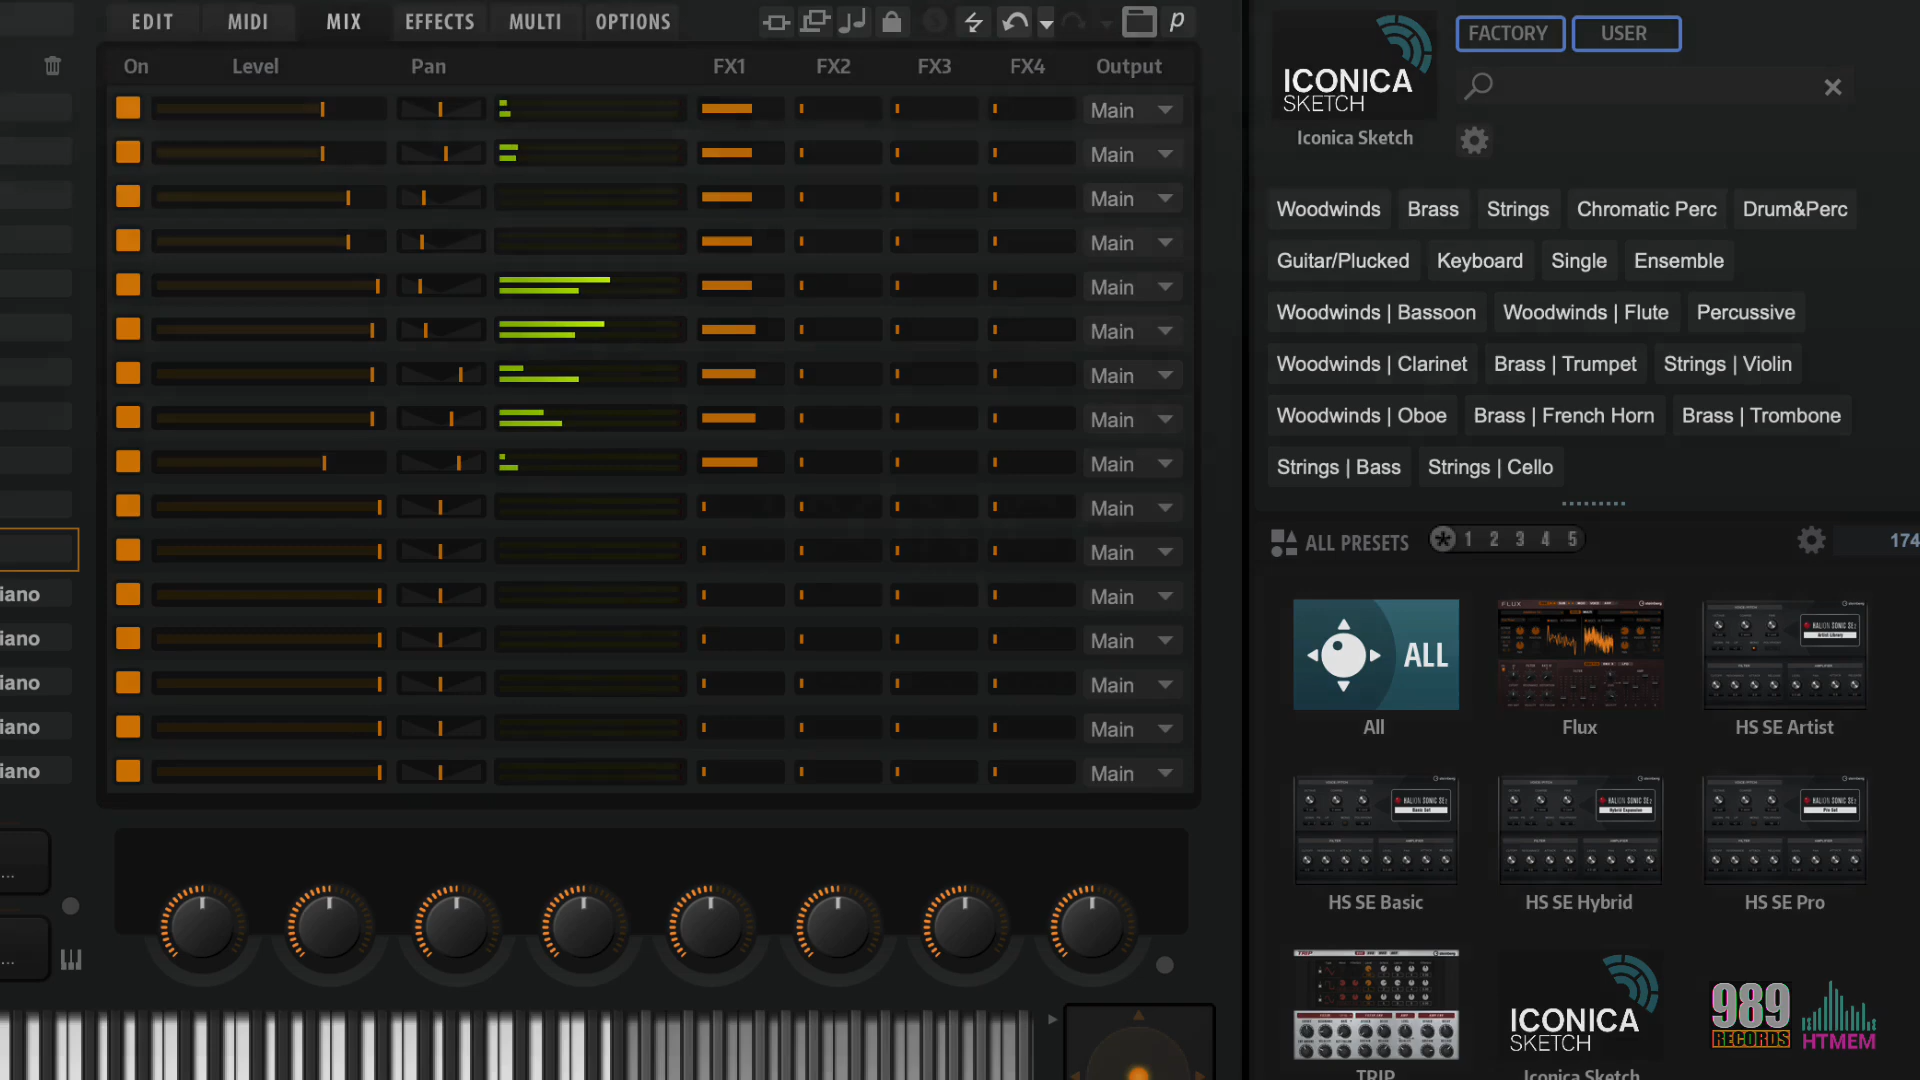 EDIT MIDI MIX EFFECTS MULTI OPTIONS p
On Level Pan FX1 FX2 FX3 FX4 Output
Main
Main
Main
Main
Main
Main
Main
Main
Main
Main
Main
iano Main
iano Main
iano Main
iano Main
iano Main
...
...
ICONICA
SKETCH
Iconica Sketch
FACTORY USER
Woodwinds Brass Strings Chromatic Perc Drum&Perc
Guitar/Plucked Keyboard Single Ensemble
Woodwinds | Bassoon Woodwinds | Flute Percussive
Woodwinds | Clarinet Brass | Trumpet Strings | Violin
Woodwinds | Oboe Brass | French Horn Brass | Trombone
Strings | Bass Strings | Cello
ALL PRESETS 1 2 3 4 5 174
ALL
All Flux HS SE Artist
HS SE Basic HS SE Hybrid HS SE Pro
ICONICA
SKETCH
989
RECORDS
HTMEM
TRIP Iconica Sketch